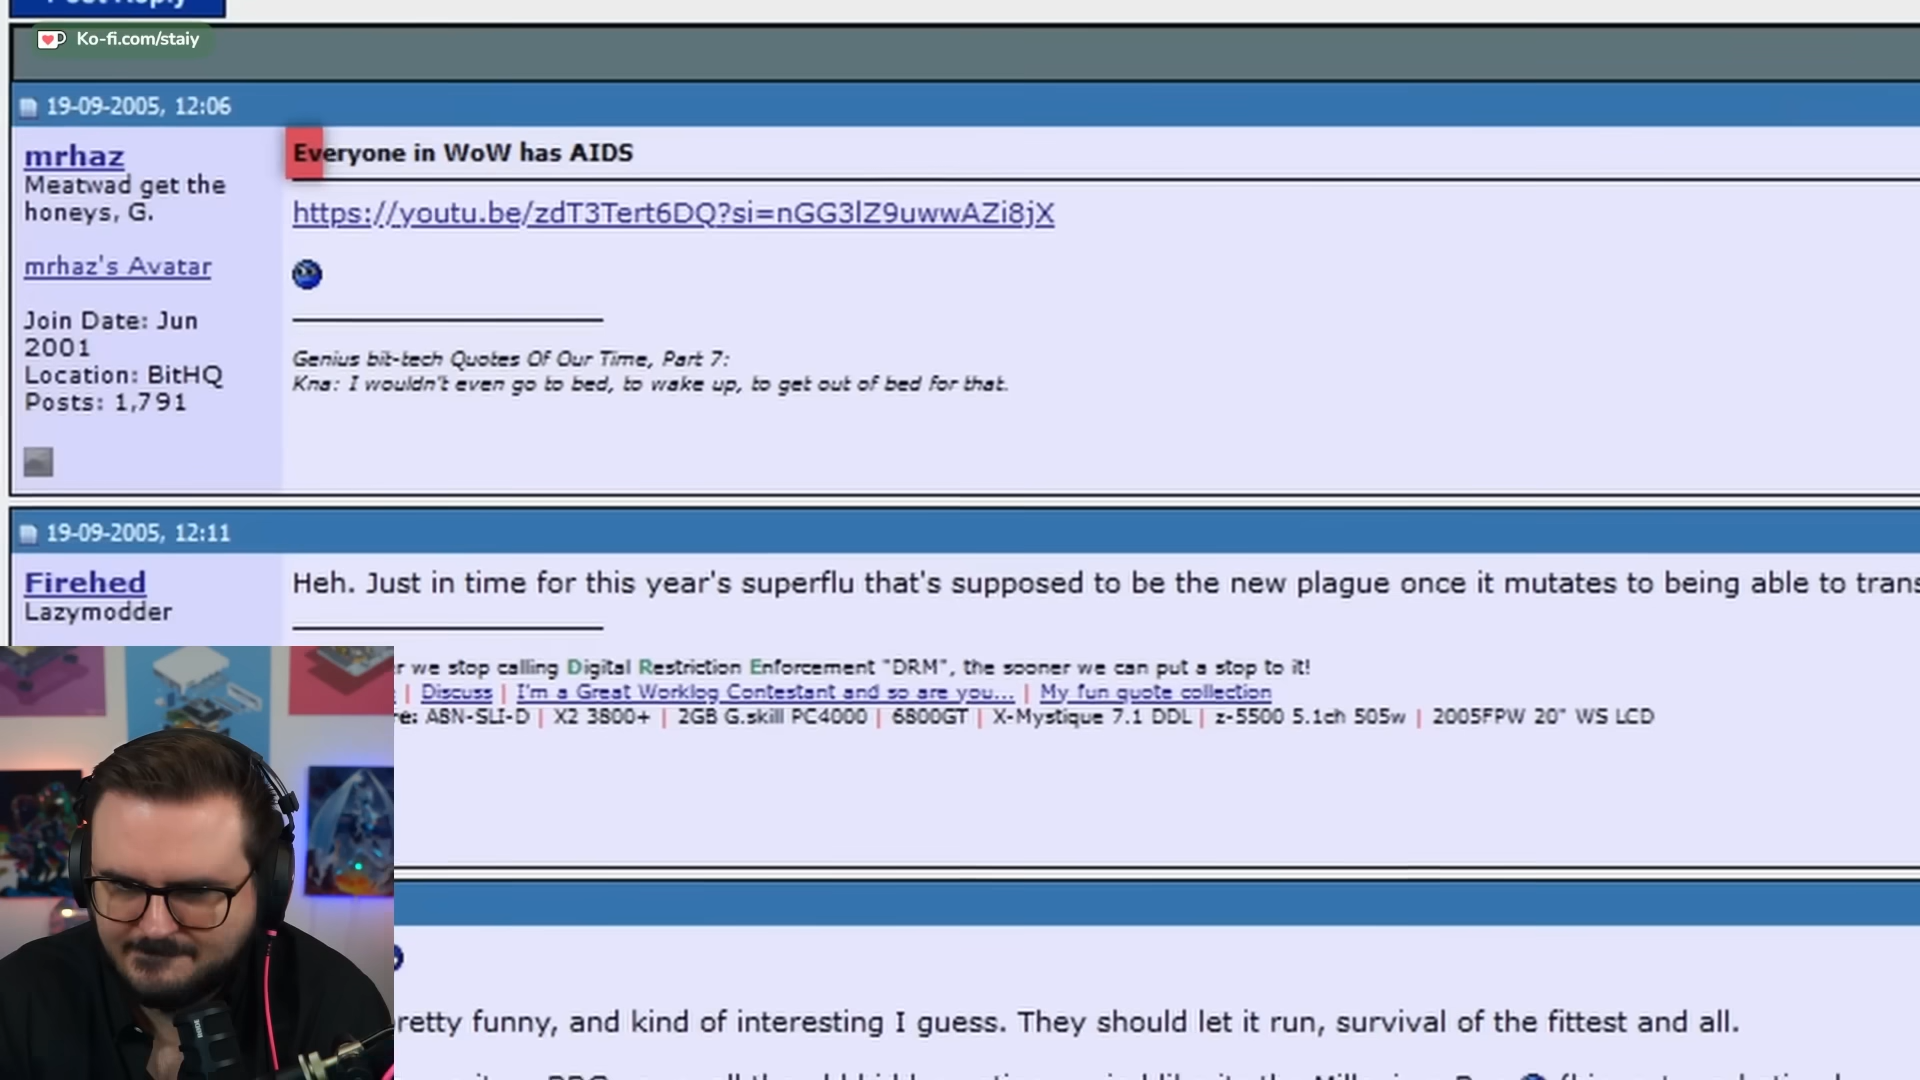 Post Reply
Ko-fi.com/staiy
19-09-2005, 12:06
mrhaz
Meatwad get the
honeys, G.
mrhaz's Avatar
Join Date: Jun
2001
Location: BitHQ
Posts: 1,791
Everyone in WoW has AIDS
https://youtu.be/zdT3Tert6DQ?si=nGG3lZ9uwwAZi8jX
Genius bit-tech Quotes Of Our Time, Part 7:
Kna: I wouldn't even go to bed, to wake up, to get out of bed for that.
19-09-2005, 12:11
Firehed
Lazymodder
Heh. Just in time for this year's superflu that's supposed to be the new plague once it mutates to being able to trans
r we stop calling Digital Restriction Enforcement "DRM", the sooner we can put a stop to it!
| Discuss | I'm a Great Worklog Contestant and so are you... | My fun quote collection
re: A8N-SLI-D | X2 3800+ | 2GB G.skill PC4000 | 6800GT | X-Mystique 7.1 DDL | z-5500 5.1ch 505w | 2005FPW 20" WS LCD
retty funny, and kind of interesting I guess. They should let it run, survival of the fittest and all.